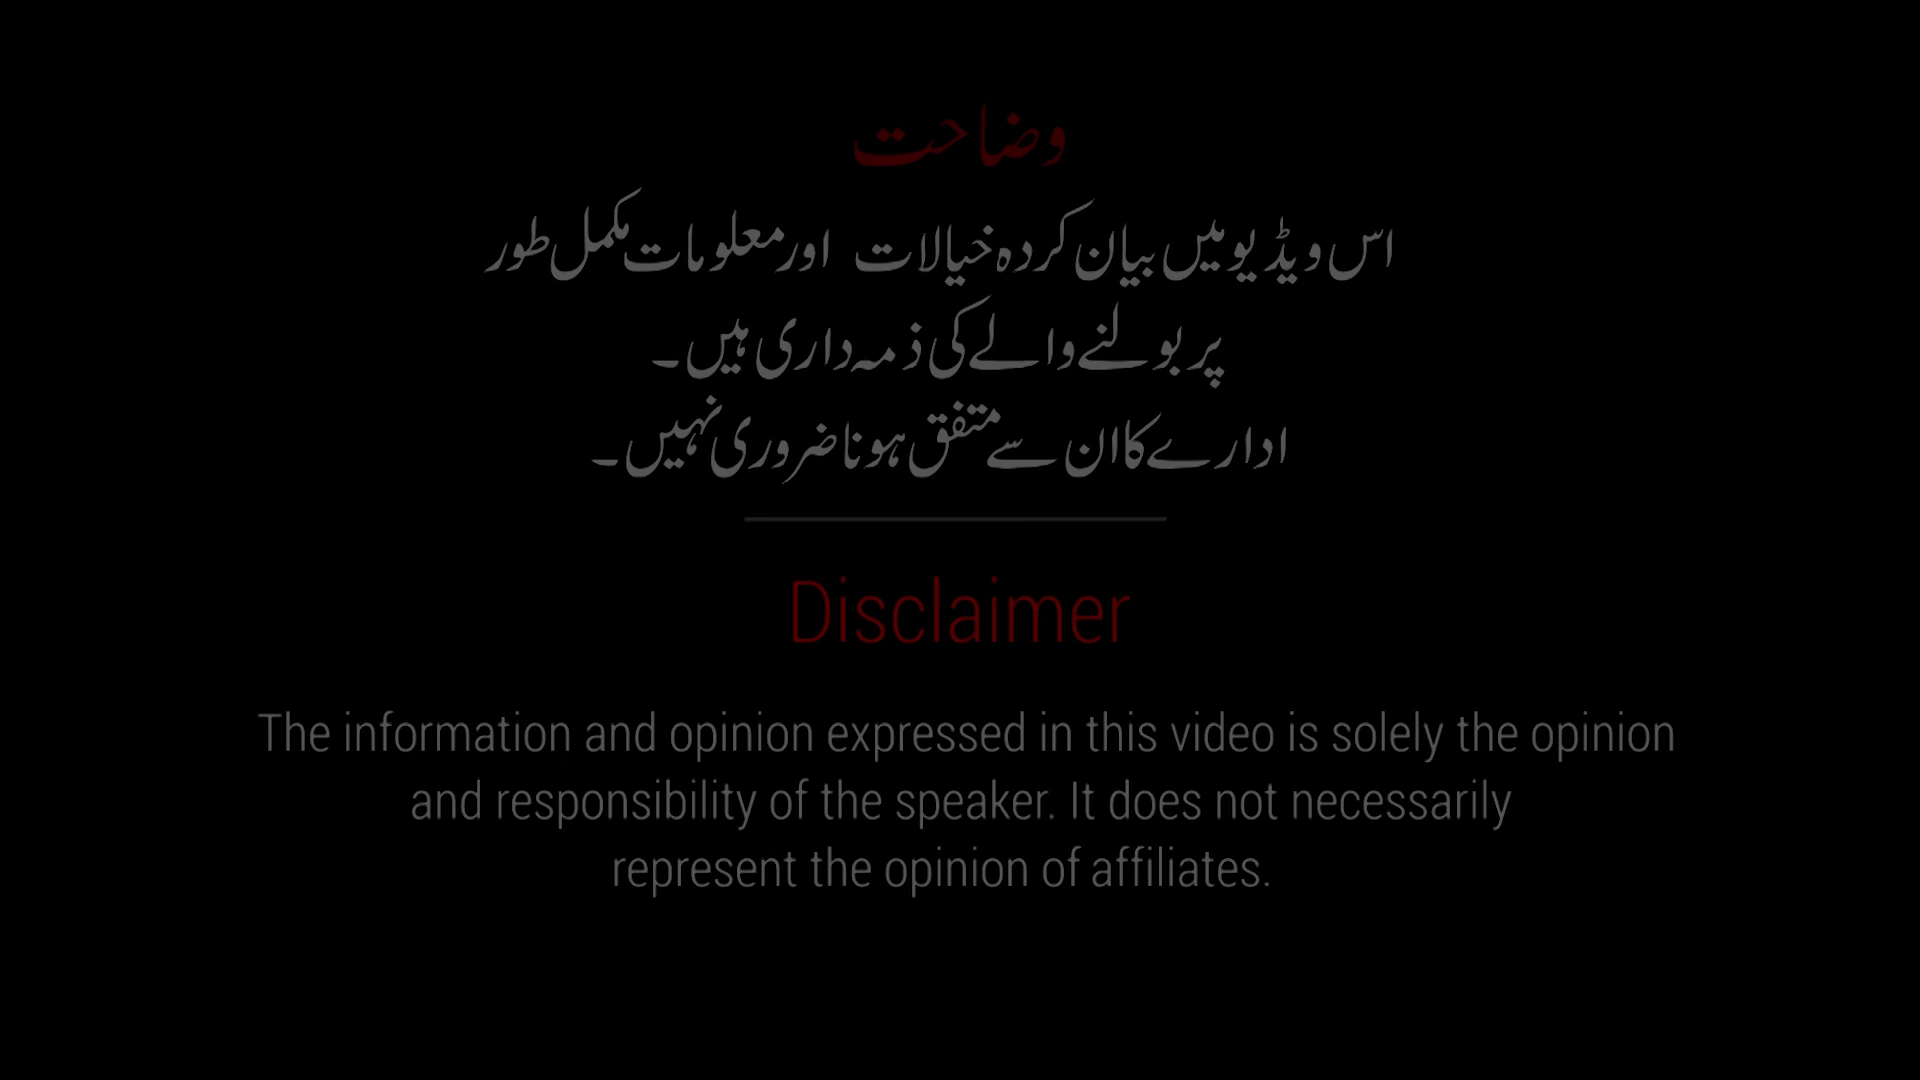 وضاحت
اس ویڈیو میں بیان کردہ خیالات اور معلومات مکمل طور
پر بولنے والے کی ذمہ داری ہیں۔
ادارے کا ان سے متفق ہونا ضروری نہیں۔
Disclaimer
The information and opinion expressed in this video is solely the opinion
and responsibility of the speaker. It does not necessarily
represent the opinion of affiliates.